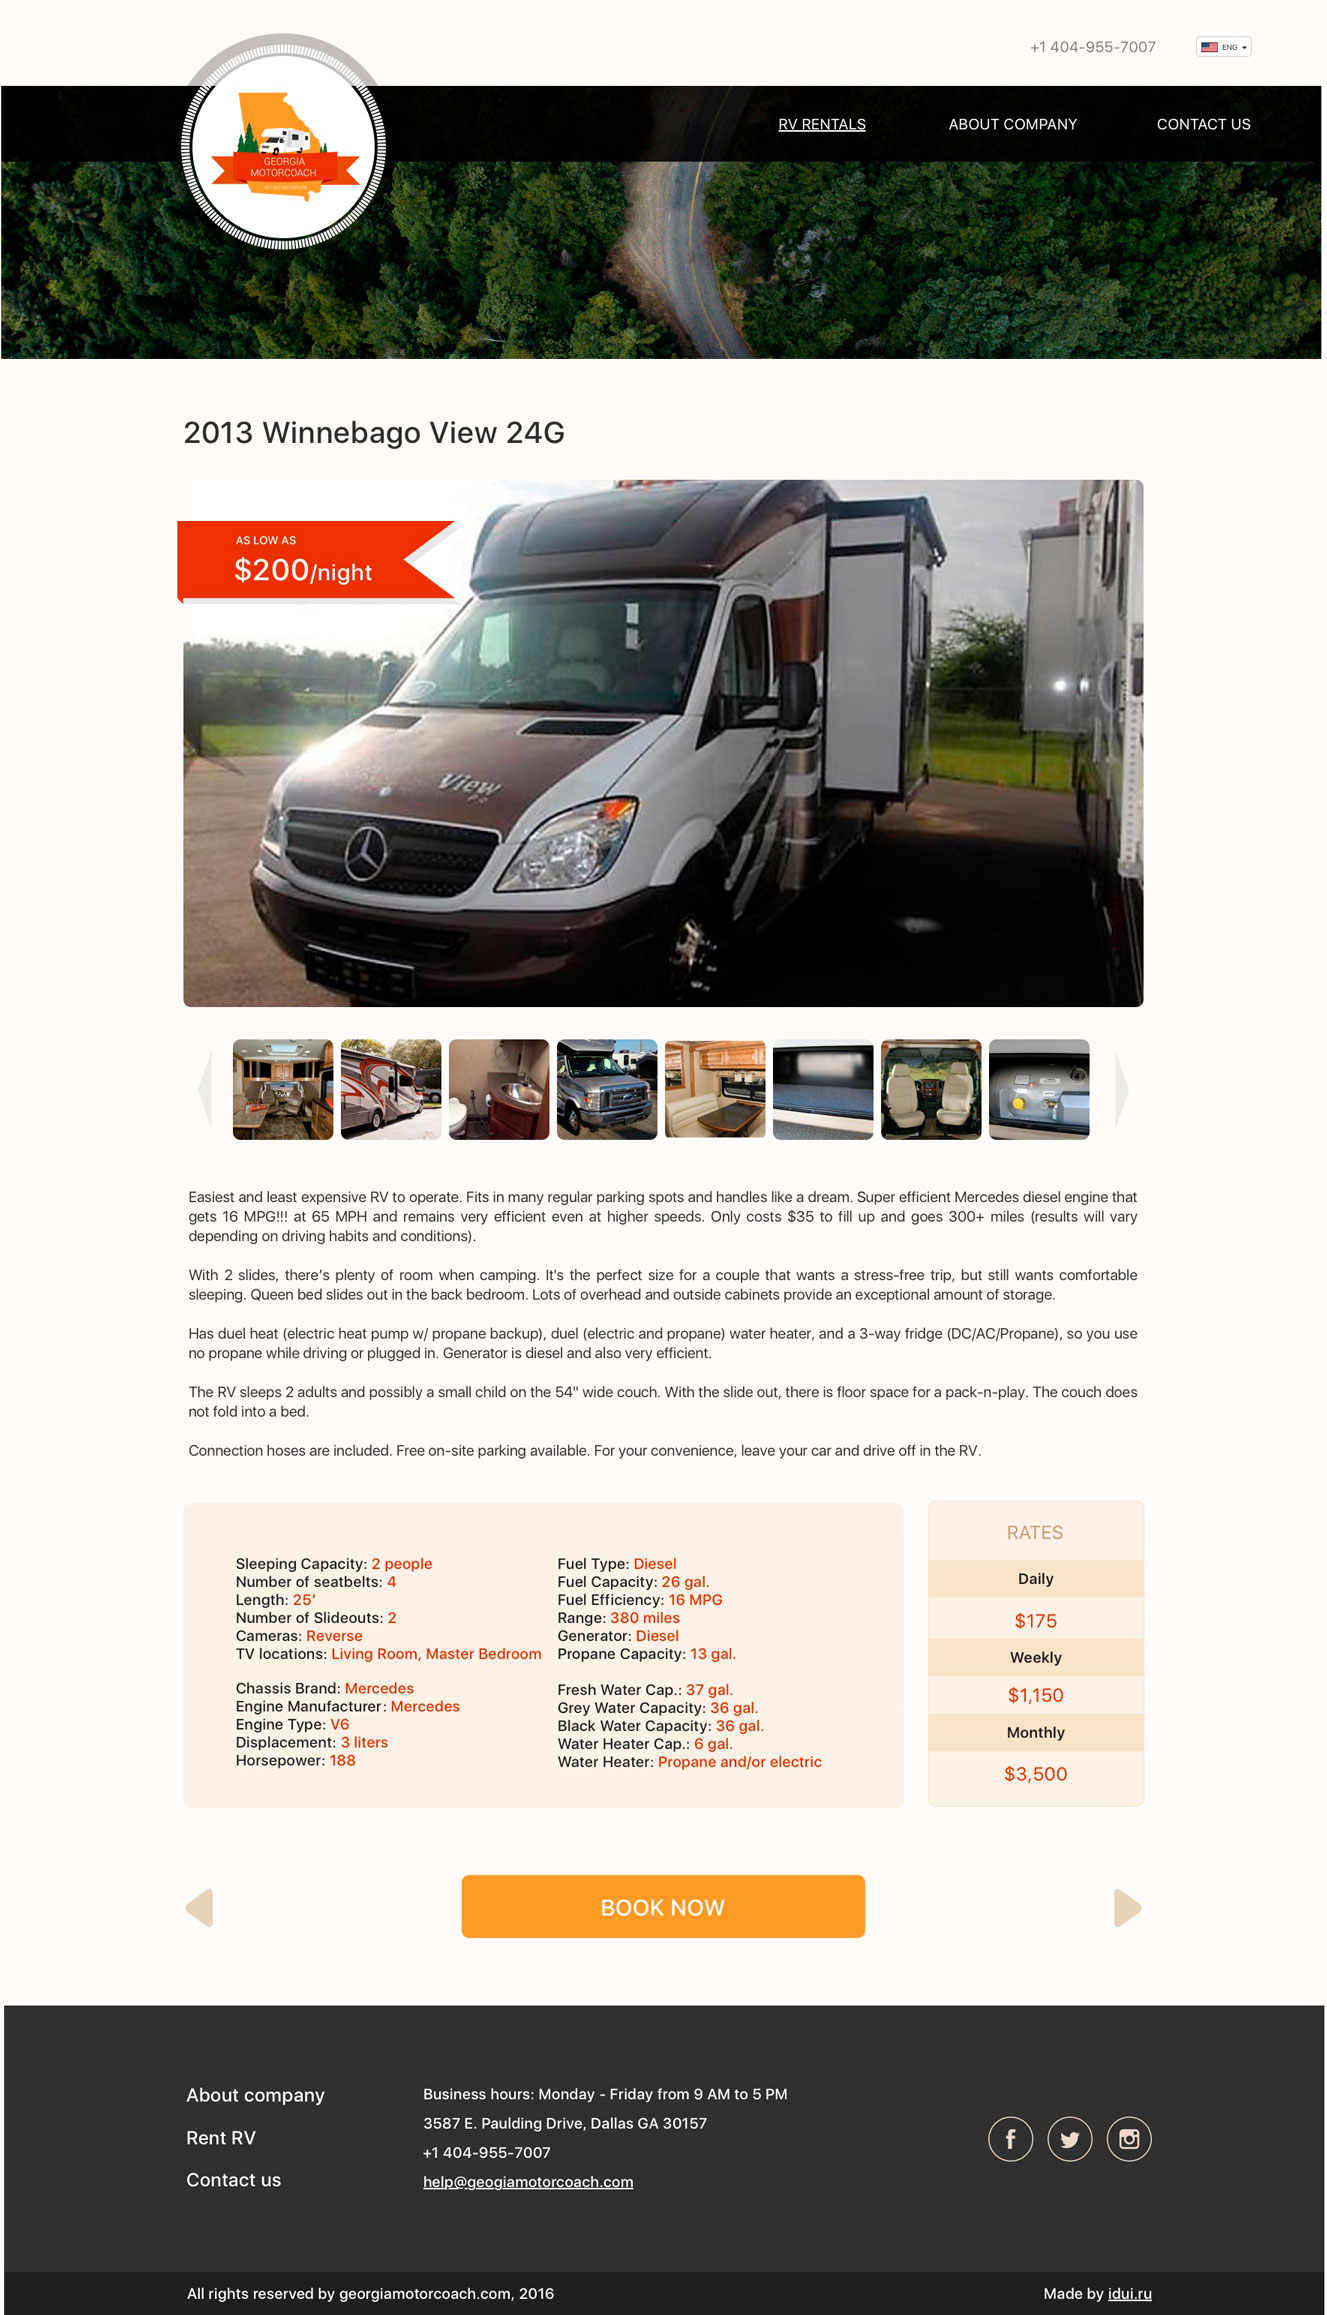 +1 404-955-7007
ENG
RV RENTALS
ABOUT COMPANY
CONTACT US
GEORGIA
MOTORCOACH
2013 Winnebago View 24G
AS LOW AS
$200/night
View
Easiest and least expensive RV to operate. Fits in many regular parking spots and handles like a dream. Super efficient Mercedes diesel engine that
gets 16 MPG!!! at 65 MPH and remains very efficient even at higher speeds. Only costs $35 to fill up and goes 300+ miles (results will vary
depending on driving habits and conditions).
With 2 slides, there's plenty of room when camping. It's the perfect size for a couple that wants a stress-free trip, but still wants comfortable
sleeping. Queen bed slides out in the back bedroom. Lots of overhead and outside cabinets provide an exceptional amount of storage.
Has duel heat (electric heat pump w/ propane backup), duel (electric and propane) water heater, and a 3-way fridge (DC/AC/Propane), so you use
no propane while driving or plugged in. Generator is diesel and also very efficient.
The RV sleeps 2 adults and possibly a small child on the 54" wide couch. With the slide out, there is floor space for a pack-n-play. The couch does
not fold into a bed.
Connection hoses are included. Free on-site parking available. For your convenience, leave your car and drive off in the RV.
Sleeping Capacity: 2 people
Number of seatbelts: 4
Length: 25'
Number of Slideouts: 2
Cameras: Reverse
TV locations: Living Room, Master Bedroom
Chassis Brand: Mercedes
Engine Manufacturer: Mercedes
Engine Type: V6
Displacement: 3 liters
Horsepower: 188
Fuel Type: Diesel
Fuel Capacity: 26 gal.
Fuel Efficiency: 16 MPG
Range: 380 miles
Generator: Diesel
Propane Capacity: 13 gal.
Fresh Water Cap.: 37 gal.
Grey Water Capacity: 36 gal.
Black Water Capacity: 36 gal.
Water Heater Cap.: 6 gal.
Water Heater: Propane and/or electric
RATES
Daily
$175
Weekly
$1,150
Monthly
$3,500
BOOK NOW
About company
Rent RV
Contact us
Business hours: Monday - Friday from 9 AM to 5 PM
3587 E. Paulding Drive, Dallas GA 30157
+1 404-955-7007
help@geogiamotorcoach.com
All rights reserved by georgiamotorcoach.com, 2016
Made by idui.ru